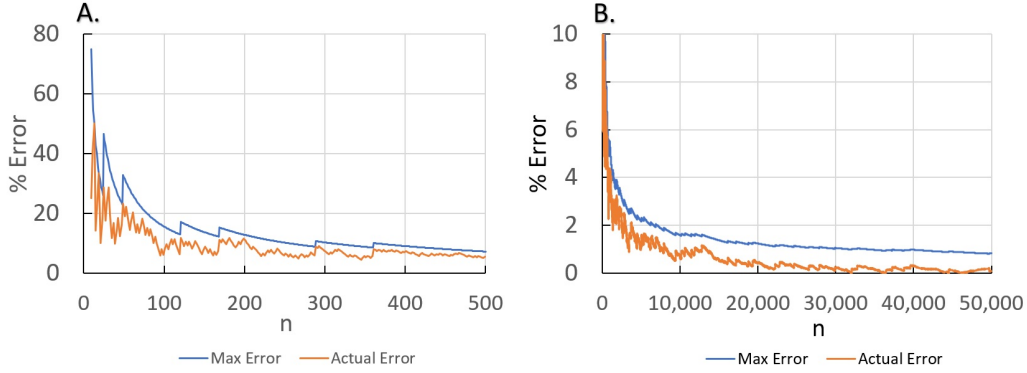 A.
80
60
40
20
0
% Error
0 100 200 300 400 500
n
Max Error Actual Error
B.
10
8
6
4
2
0
% Error
0 10,000 20,000 30,000 40,000 50,000
n
Max Error Actual Error